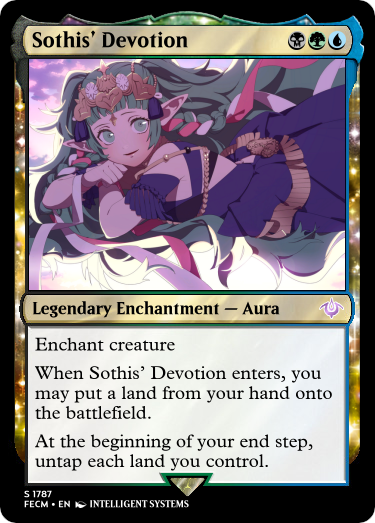 Sothis' Devotion
Legendary Enchantment — Aura
Enchant creature
When Sothis' Devotion enters, you
may put a land from your hand onto
the battlefield.
At the beginning of your end step,
untap each land you control.
S 1787
FECM • EN INTELLIGENT SYSTEMS